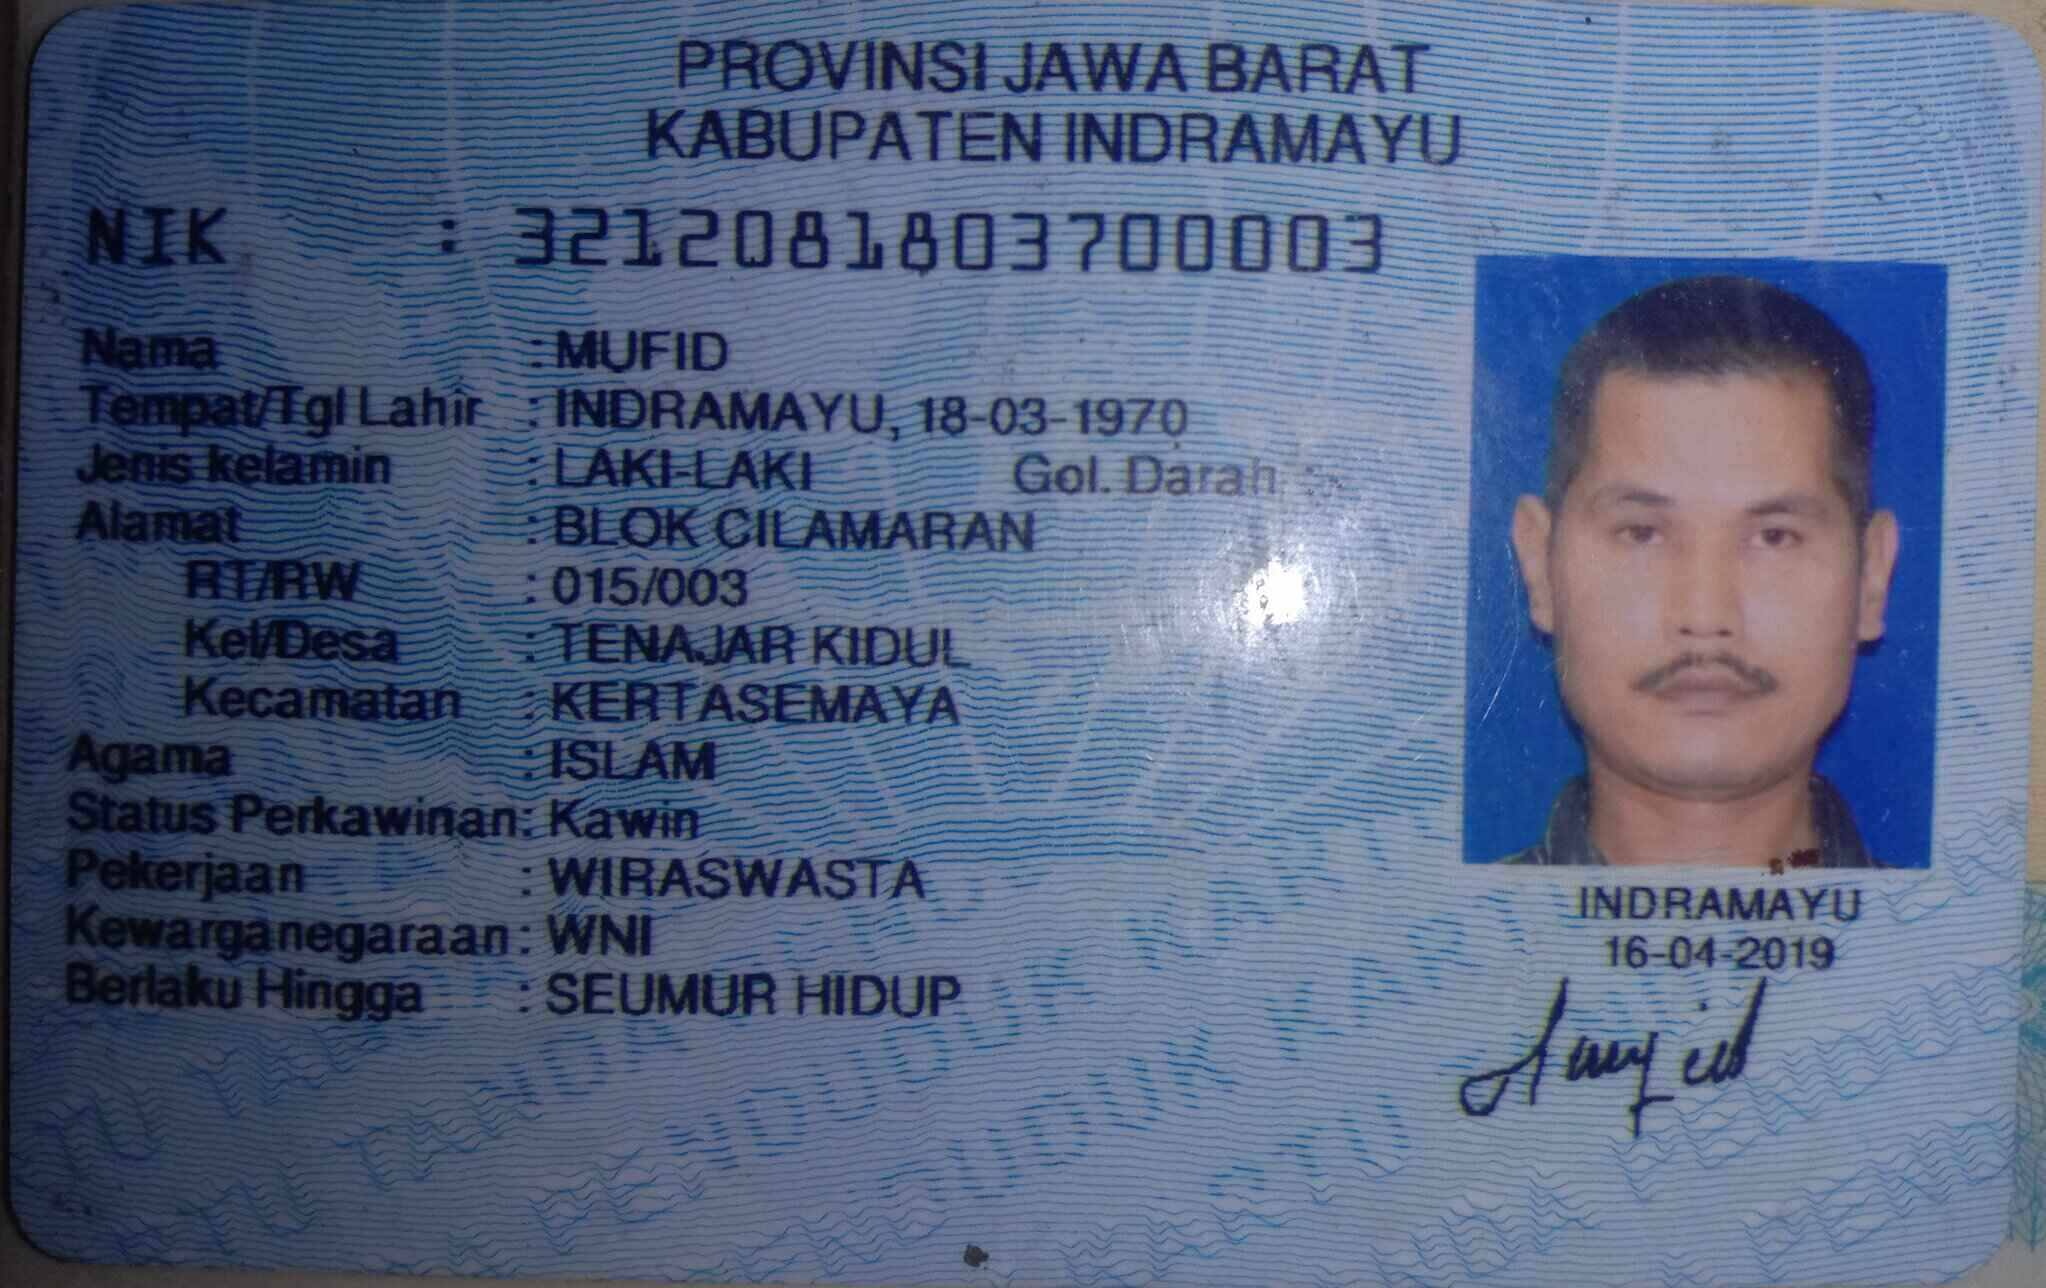 PROVINSI JAWA BARAT
KABUPATEN INDRAMAYU
NIK : 3212081803700003
Nama : MUFID
Tempat/Tgl Lahir : INDRAMAYU, 18-03-1970
Jenis kelamin : LAKI-LAKI Gol. Darah :
Alamat : BLOK CILAMARAN
RT/RW : 015/003
Kel/Desa : TENAJAR KIDUL
Kecamatan : KERTASEMAYA
Agama : ISLAM
Status Perkawinan: Kawin
Pekerjaan : WIRASWASTA
Kewarganegaraan: WNI
Berlaku Hingga : SEUMUR HIDUP
INDRAMAYU
16-04-2019